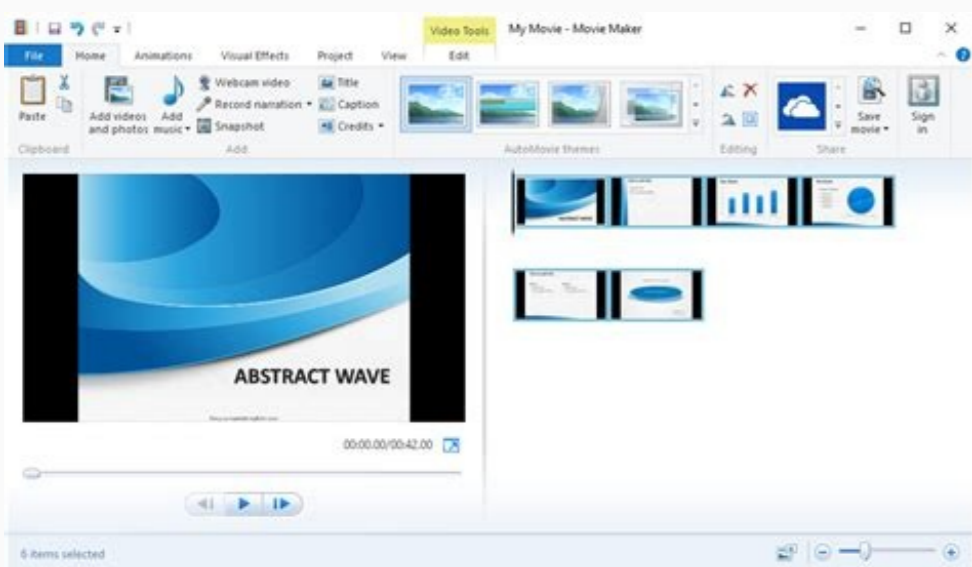 Video Tools
My Movie - Movie Maker
File
Home
Animations
Visual Effects
Project
View
Edit
Paste
Add videos
and photos
Add
music
Webcam video
Record narration
Snapshot
Title
Caption
Credits
Save
movie
Sign
in
Clipboard
Add
AutoMovie themes
Editing
Share
ABSTRACT WAVE
ABSTRACT WAVE
00:00.00/00:42.00
6 items selected